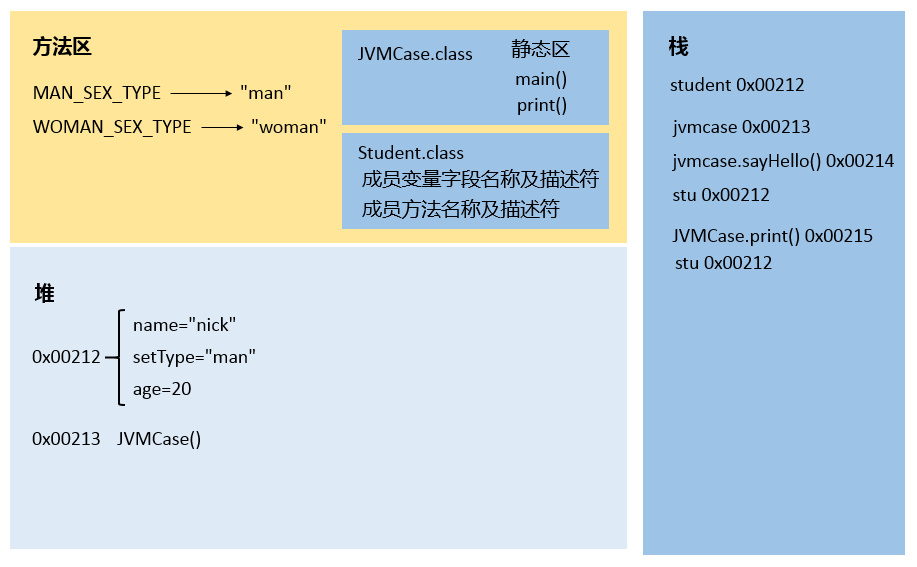 方法区
MAN_SEX_TYPE
"man"
WOMAN_SEX_TYPE
"woman"
JVMCase.class
静态区
main()
print()
Student.class
成员变量字段名称及描述符
成员方法名称及描述符
堆
0x00212
name="nick"
setType="man"
age=20
0x00213 JVMCase()
栈
student 0x00212
jvmcase 0x00213
jvmcase.sayHello() 0x00214
stu 0x00212
JVMCase.print() 0x00215
stu 0x00212